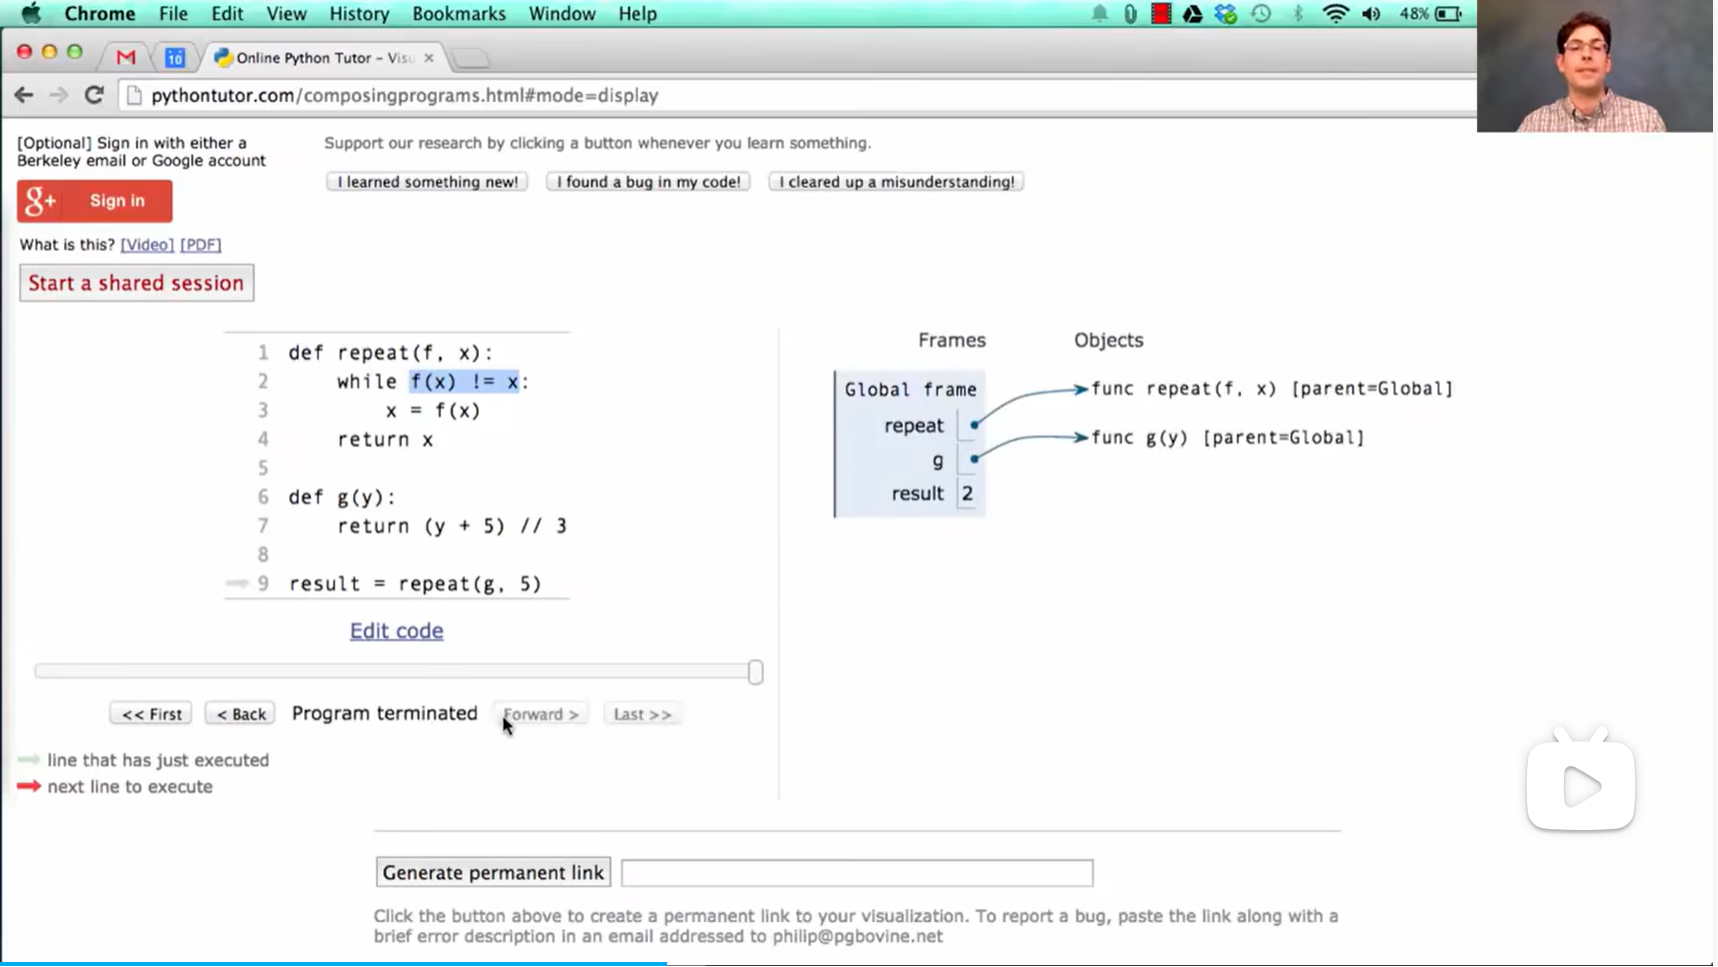 Chrome File Edit View History Bookmarks Window Help 48%
10 Online Python Tutor – Visu ×
pythontutor.com/composingprograms.html#mode=display
[Optional] Sign in with either a
Berkeley email or Google account
g+ Sign in
What is this? [Video] [PDF]
Start a shared session
Support our research by clicking a button whenever you learn something.
I learned something new! I found a bug in my code! I cleared up a misunderstanding!
1 def repeat(f, x):
2 while f(x) != x:
3 x = f(x)
4 return x
5
6 def g(y):
7 return (y + 5) // 3
8
9 result = repeat(g, 5)
Edit code
<< First < Back Program terminated Forward > Last >>
line that has just executed
next line to execute
Frames Objects
Global frame
repeat
g
result 2
func repeat(f, x) [parent=Global]
func g(y) [parent=Global]
Generate permanent link
Click the button above to create a permanent link to your visualization. To report a bug, paste the link along with a
brief error description in an email addressed to philip@pgbovine.net